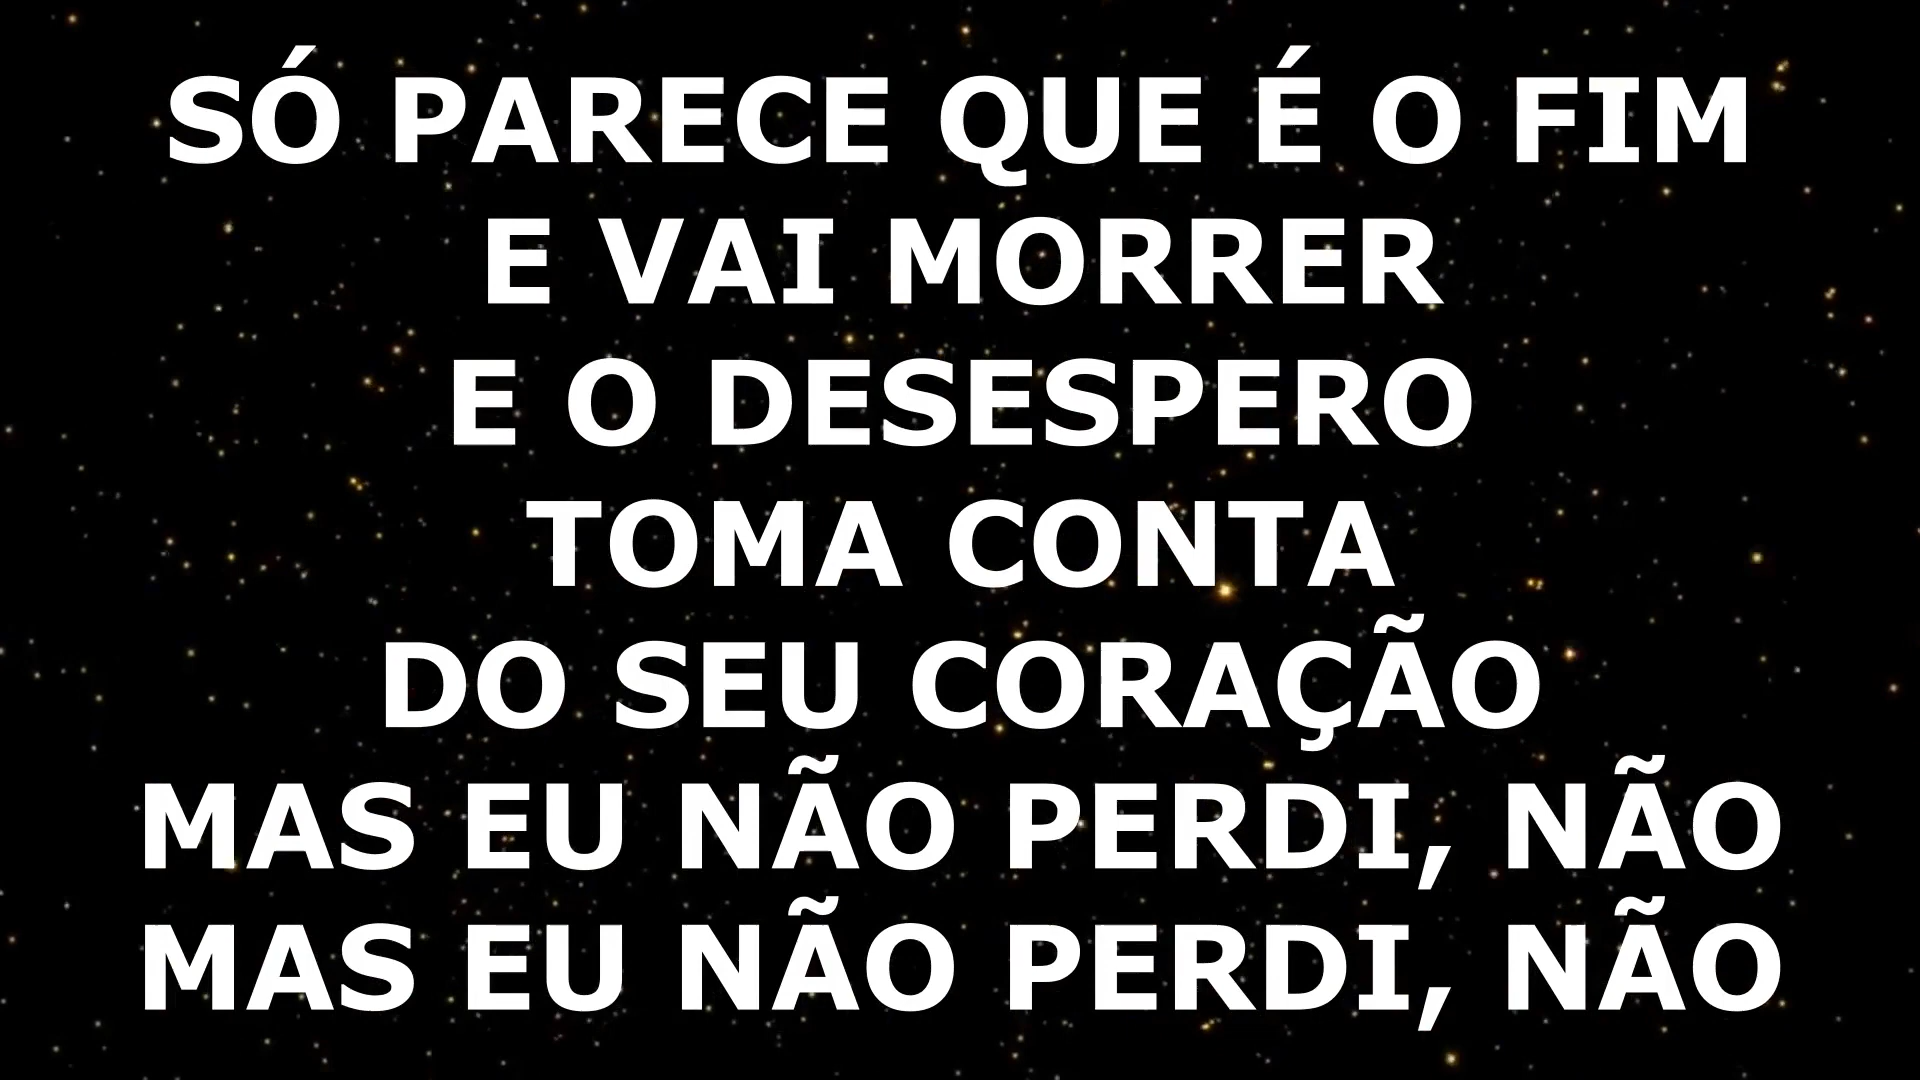 SÓ PARECE QUE É O FIM
E VAI MORRER
E O DESESPERO
TOMA CONTA
DO SEU CORAÇÃO
MAS EU NÃO PERDI, NÃO
MAS EU NÃO PERDI, NÃO